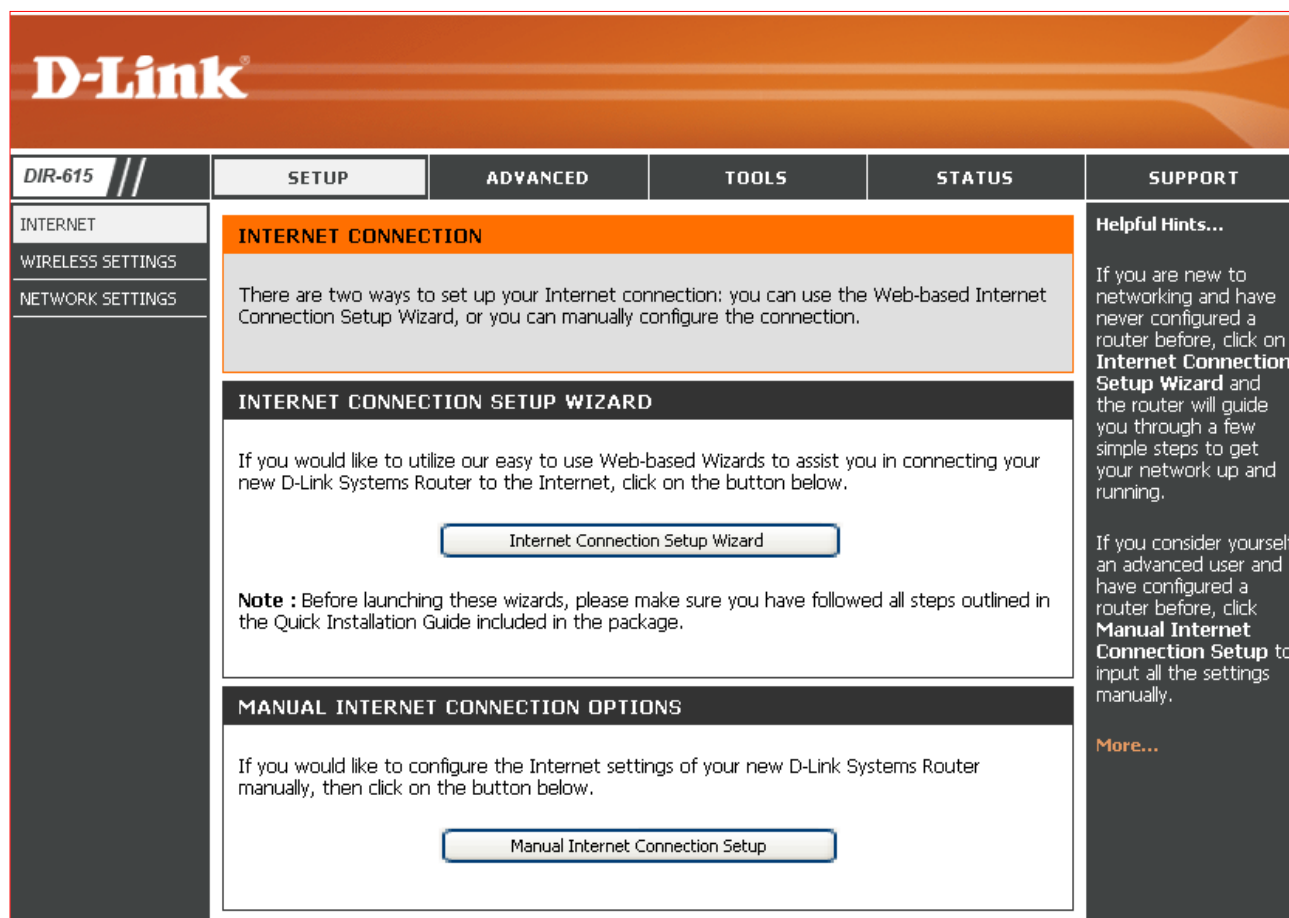 D-Link®
DIR-615
SETUP
ADVANCED
TOOLS
STATUS
SUPPORT
INTERNET
WIRELESS SETTINGS
NETWORK SETTINGS
INTERNET CONNECTION
There are two ways to set up your Internet connection: you can use the Web-based Internet
Connection Setup Wizard, or you can manually configure the connection.
INTERNET CONNECTION SETUP WIZARD
If you would like to utilize our easy to use Web-based Wizards to assist you in connecting your
new D-Link Systems Router to the Internet, click on the button below.
Internet Connection Setup Wizard
Note : Before launching these wizards, please make sure you have followed all steps outlined in
the Quick Installation Guide included in the package.
MANUAL INTERNET CONNECTION OPTIONS
If you would like to configure the Internet settings of your new D-Link Systems Router
manually, then click on the button below.
Manual Internet Connection Setup
Helpful Hints...
If you are new to
networking and have
never configured a
router before, click on
Internet Connection
Setup Wizard and
the router will guide
you through a few
simple steps to get
your network up and
running.
If you consider yourself
an advanced user and
have configured a
router before, click
Manual Internet
Connection Setup to
input all the settings
manually.
More...